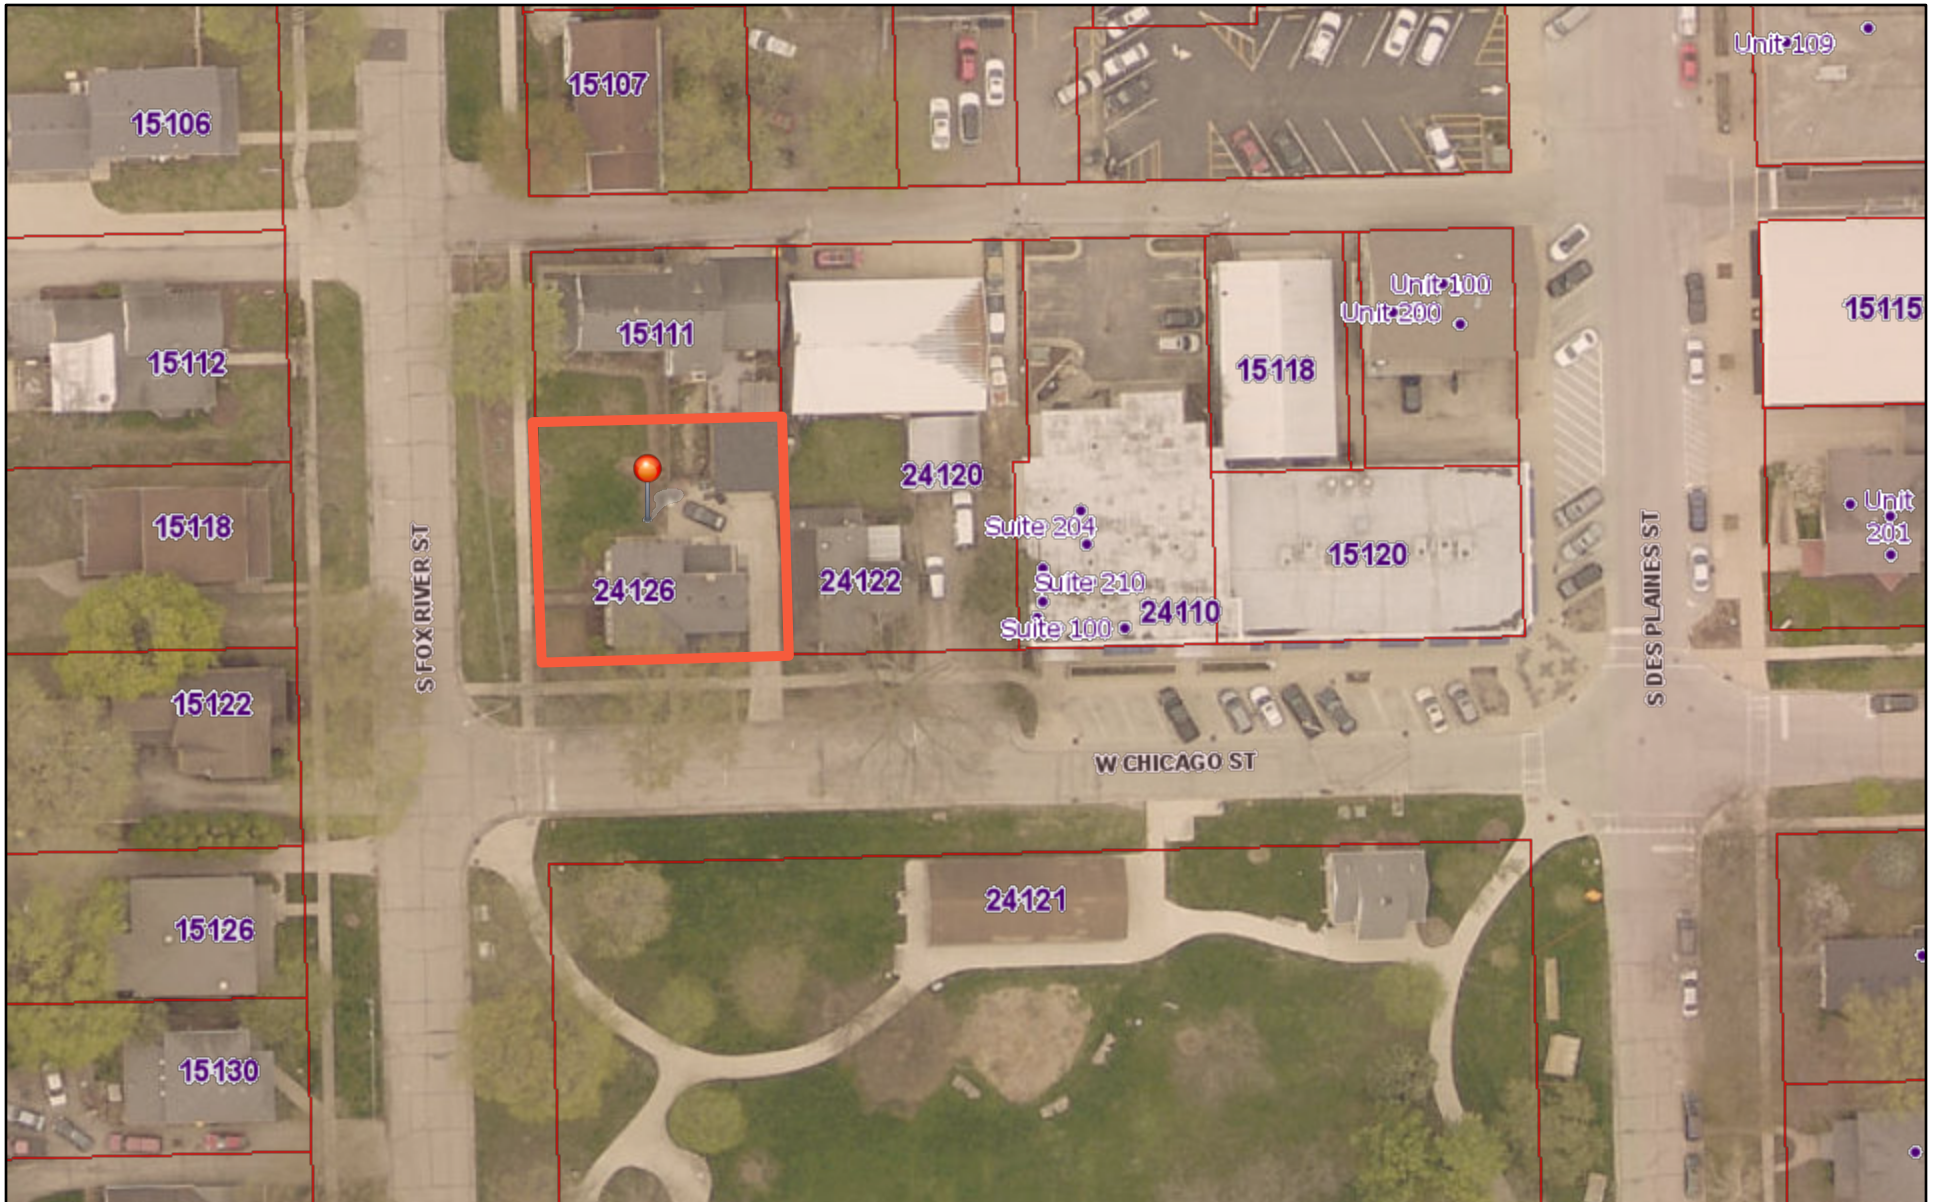 Unit 109
15107
15106
Unit 100
15115
Unit 200
15111
15112
15118
24120
Unit
201
15118
Suite 204
15120
24122
Suite 210
24126
24110
Suite 100
S FOX RIVER ST
S DES PLAINES ST
15122
W CHICAGO ST
24121
15126
15130